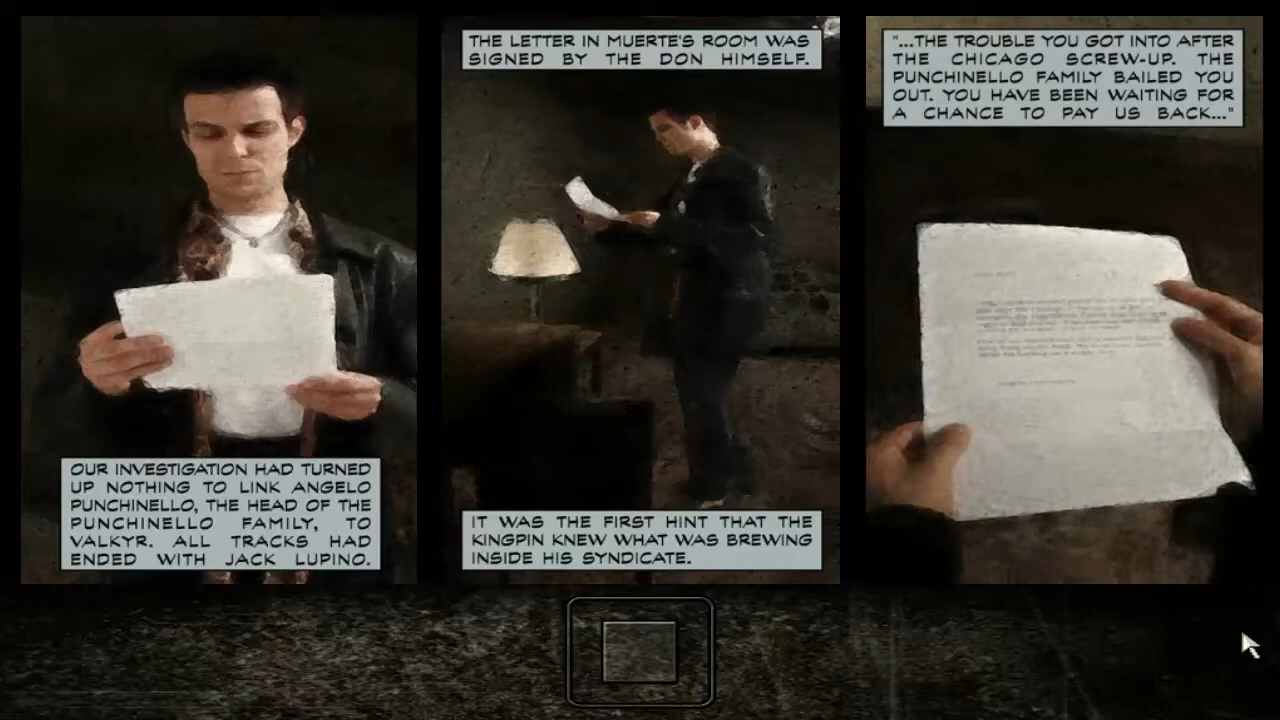 OUR INVESTIGATION HAD TURNED
UP NOTHING TO LINK ANGELO
PUNCHINELLO, THE HEAD OF THE
PUNCHINELLO FAMILY, TO
VALKYR. ALL TRACKS HAD
ENDED WITH JACK LUPINO.
THE LETTER IN MUERTE'S ROOM WAS
SIGNED BY THE DON HIMSELF.
IT WAS THE FIRST HINT THAT THE
KINGPIN KNEW WHAT WAS BREWING
INSIDE HIS SYNDICATE.
"...THE TROUBLE YOU GOT INTO AFTER
THE CHICAGO SCREW-UP. THE
PUNCHINELLO FAMILY BAILED YOU
OUT. YOU HAVE BEEN WAITING FOR
A CHANCE TO PAY US BACK..."